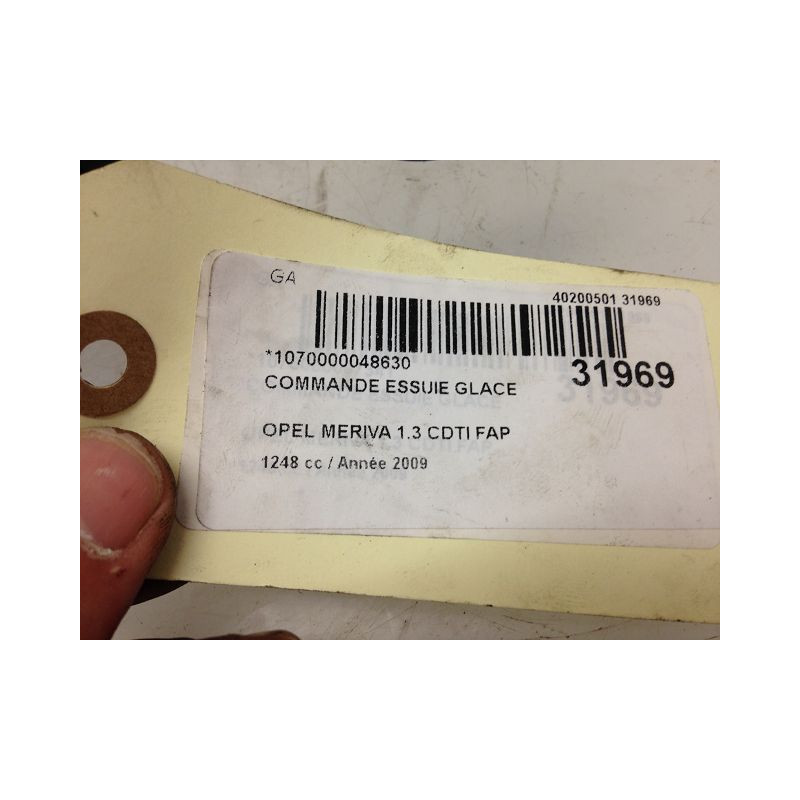 GA
40200501 31969
*1070000048630
31969
COMMANDE ESSUIE GLACE
OPEL MERIVA 1.3 CDTI FAP
1248 cc / Année 2009